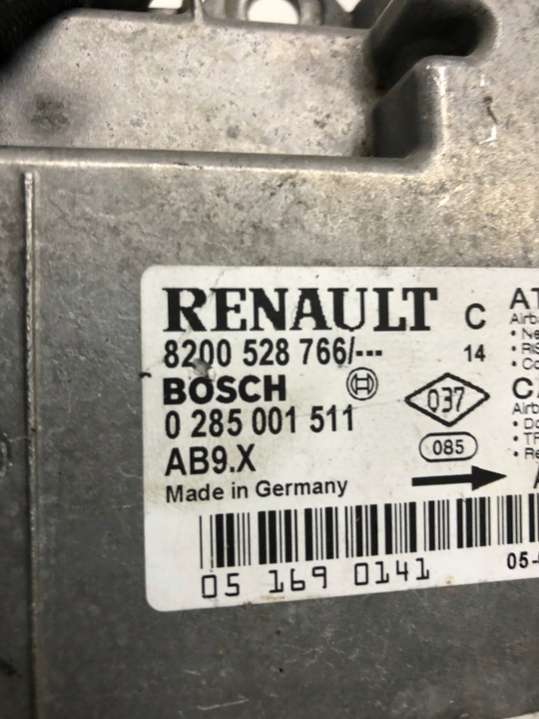 RENAULT C
8200 528 766/--- 14
BOSCH
0 285 001 511
AB9.X
Made in Germany
037
085
05 169 0141